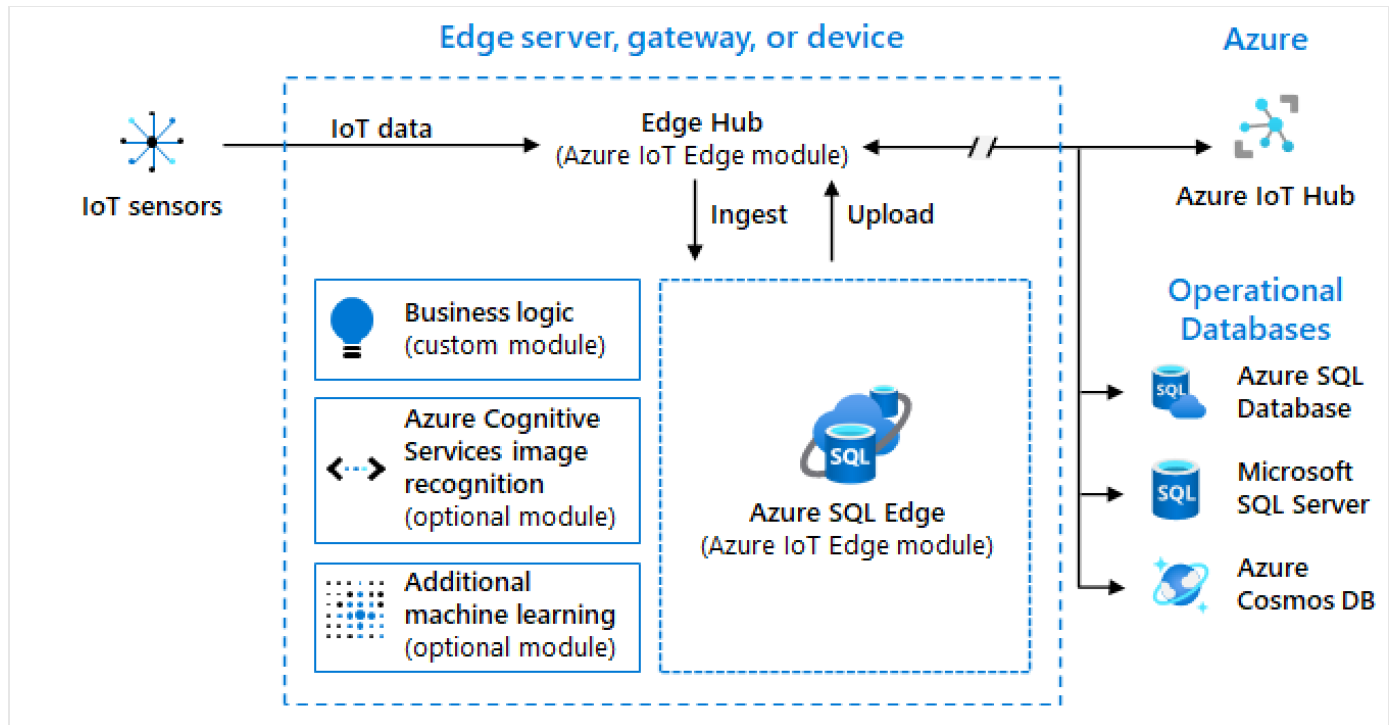 Edge server, gateway, or device
Azure
IoT data
Edge Hub
(Azure IoT Edge module)
IoT sensors
Azure IoT Hub
Ingest
Upload
Business logic
(custom module)
Azure Cognitive
Services image
recognition
(optional module)
Additional
machine learning
(optional module)
SQL
Azure SQL Edge
(Azure IoT Edge module)
Operational
Databases
SQL
Azure SQL
Database
SQL
Microsoft
SQL Server
Azure
Cosmos DB